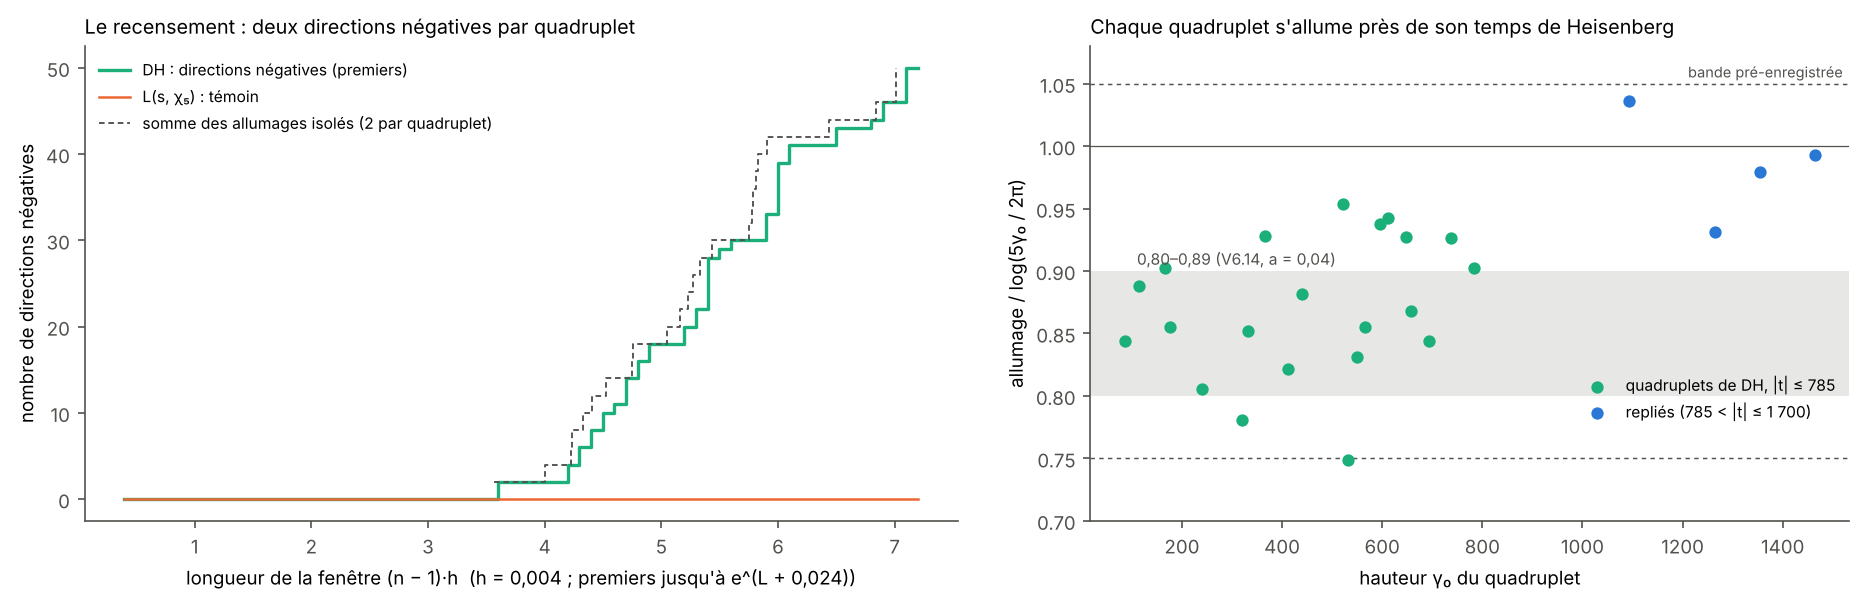 Le recensement : deux directions négatives par quadruplet
DH : directions négatives (premiers)
L(s, χ₅) : témoin
somme des allumages isolés (2 par quadruplet)
nombre de directions négatives
50
40
30
20
10
0
1 2 3 4 5 6 7
longueur de la fenêtre (n − 1)·h (h = 0,004 ; premiers jusqu'à e^(L + 0,024))
Chaque quadruplet s'allume près de son temps de Heisenberg
bande pré-enregistrée
0,80–0,89 (V6.14, a = 0,04)
quadruplets de DH, |t| ≤ 785
repliés (785 < |t| ≤ 1 700)
allumage / log(5γ₀ / 2π)
1.05
1.00
0.95
0.90
0.85
0.80
0.75
0.70
200 400 600 800 1000 1200 1400
hauteur γ₀ du quadruplet